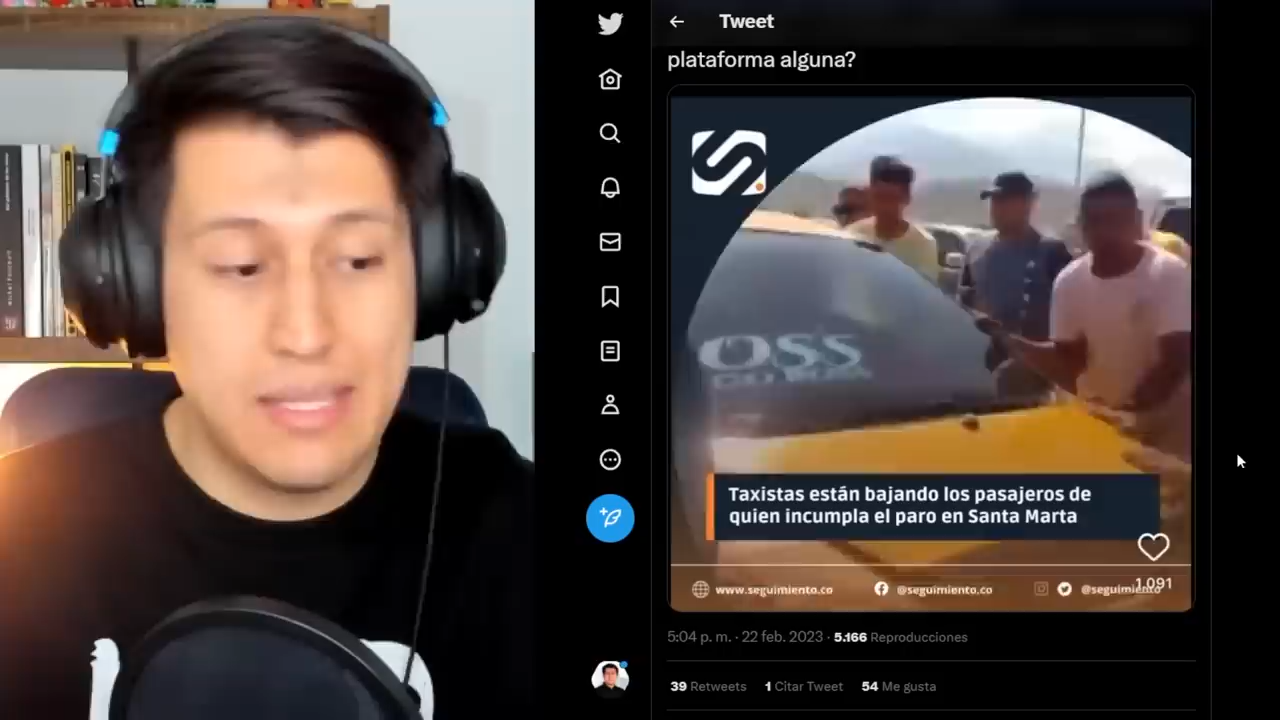 Tweet
plataforma alguna?
OSS
Taxistas están bajando los pasajeros de
quien incumpla el paro en Santa Marta
1.091
www.seguimiento.co
@seguimiento.co
@seguimiento
5:04 p. m. · 22 feb. 2023 · 5.166 Reproducciones
39 Retweets 1 Citar Tweet 54 Me gusta